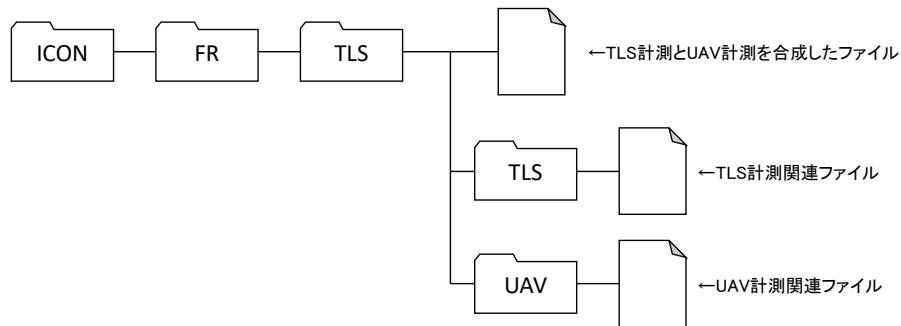 ICON
FR
TLS
←TLS計測とUAV計測を合成したファイル
TLS
←TLS計測関連ファイル
UAV
←UAV計測関連ファイル